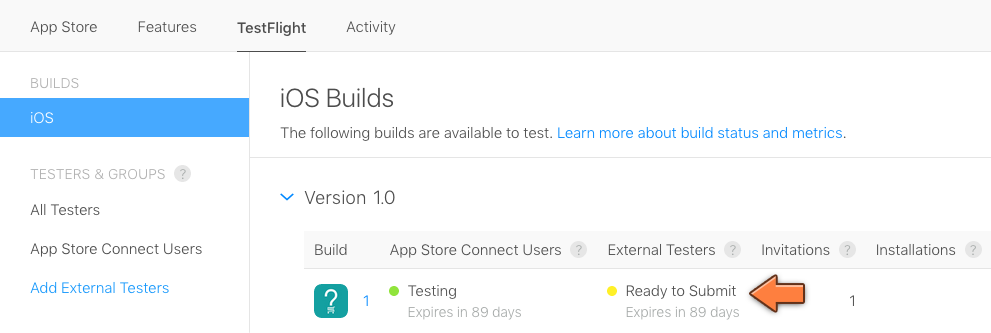 App Store Features TestFlight Activity
BUILDS
iOS
TESTERS & GROUPS ?
All Testers
App Store Connect Users
Add External Testers
iOS Builds
The following builds are available to test. Learn more about build status and metrics.
Version 1.0
Build App Store Connect Users ? External Testers ? Invitations ? Installations ?
? 1 Testing Ready to Submit 1
Expires in 89 days Expires in 89 days